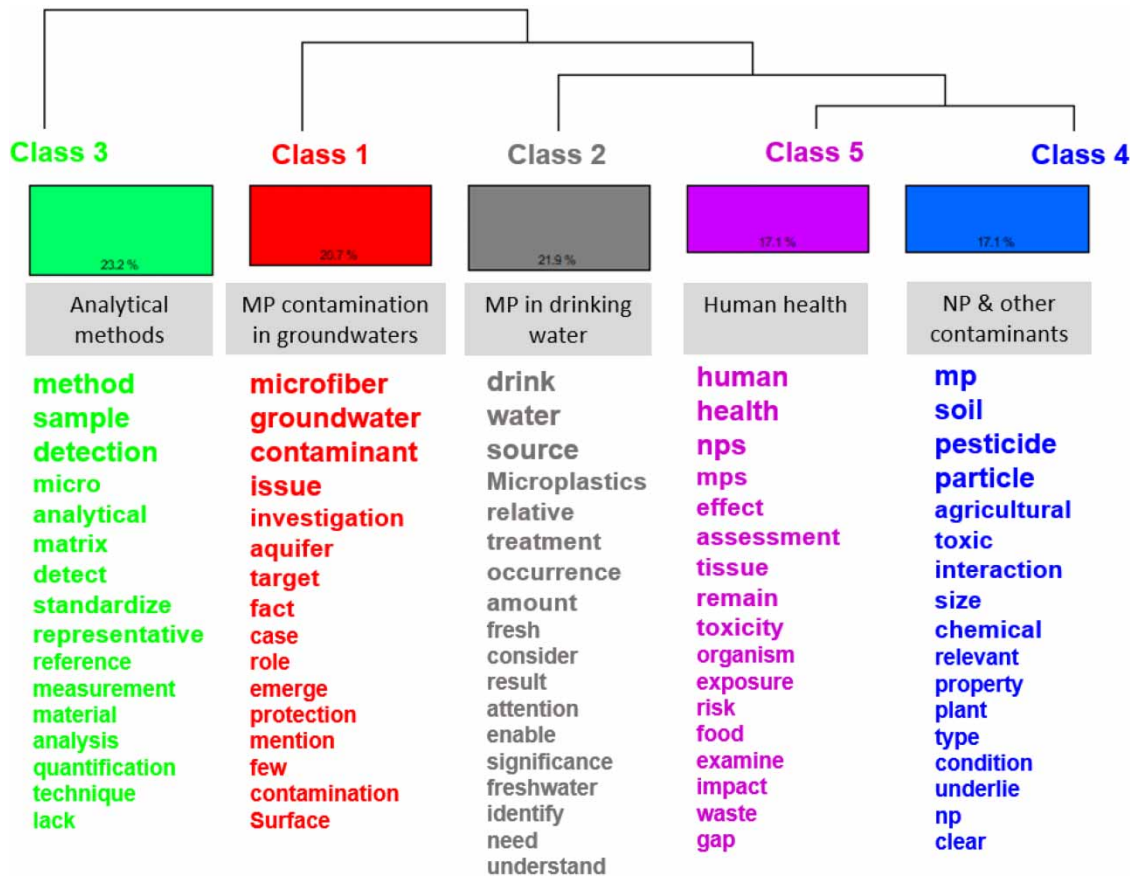 Class 3
Class 1
Class 2
Class 5
Class 4
23.2 %
20.7 %
21.9 %
17.1 %
17.1 %
Analytical
methods
MP contamination
in groundwaters
MP in drinking
water
Human health
NP & other
contaminants
method
sample
detection
micro
analytical
matrix
detect
standardize
representative
reference
measurement
material
analysis
quantification
technique
lack
microfiber
groundwater
contaminant
issue
investigation
aquifer
target
fact
case
role
emerge
protection
mention
few
contamination
Surface
drink
water
source
Microplastics
relative
treatment
occurrence
amount
fresh
consider
result
attention
enable
significance
freshwater
identify
need
understand
human
health
nps
mps
effect
assessment
tissue
remain
toxicity
organism
exposure
risk
food
examine
impact
waste
gap
mp
soil
pesticide
particle
agricultural
toxic
interaction
size
chemical
relevant
property
plant
type
condition
underlie
np
clear